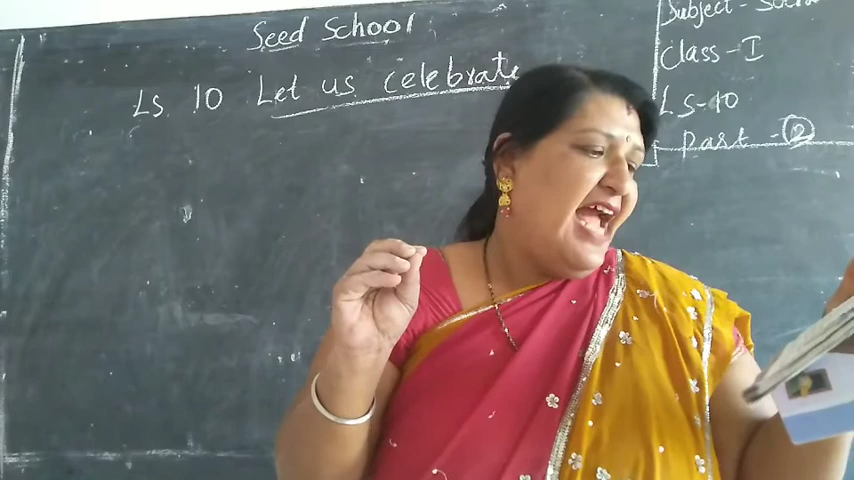 Seed School
Ls 10 Let us celebrate
Subject -
Class - I
Ls - 10
Part - 2